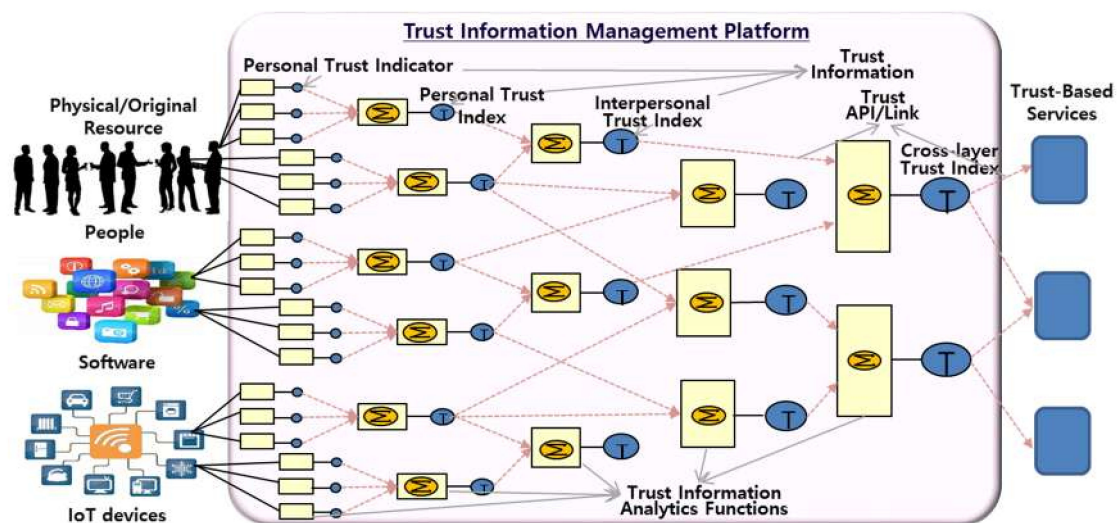 Trust Information Management Platform
Personal Trust Indicator
Trust
Information
Physical/Original
Resource
Personal Trust
Index
Interpersonal
Trust Index
Trust
API/Link
Trust-Based
Services
Cross-layer
Trust Index
People
Software
IoT devices
Trust Information
Analytics Functions
Σ T
Σ T
Σ T
Σ T
Σ T
Σ T
Σ T
Σ T
Σ T
Σ T
Σ T
Σ T
Σ T
Σ T